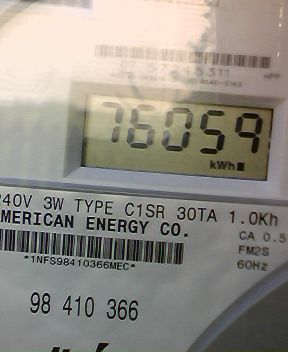 76059
kWh
240V 3W TYPE C1SR 30TA 1.0Kh
AMERICAN ENERGY CO.
CA 0.5
*1NFS98410366MEC*
FM2S
60Hz
98 410 366